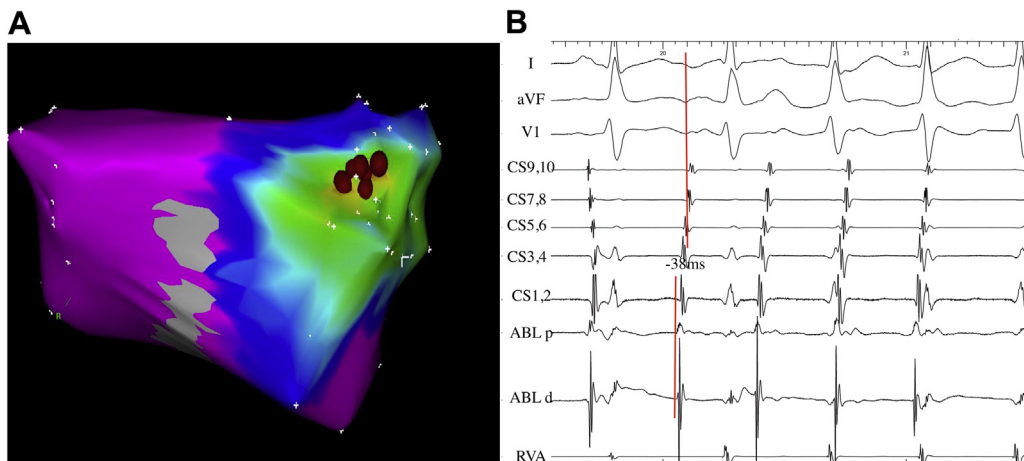 A
B
20
21
I
aVF
V1
CS9,10
CS7,8
CS5,6
CS3,4
-38ms
CS1,2
ABL p
ABL d
RVA
R